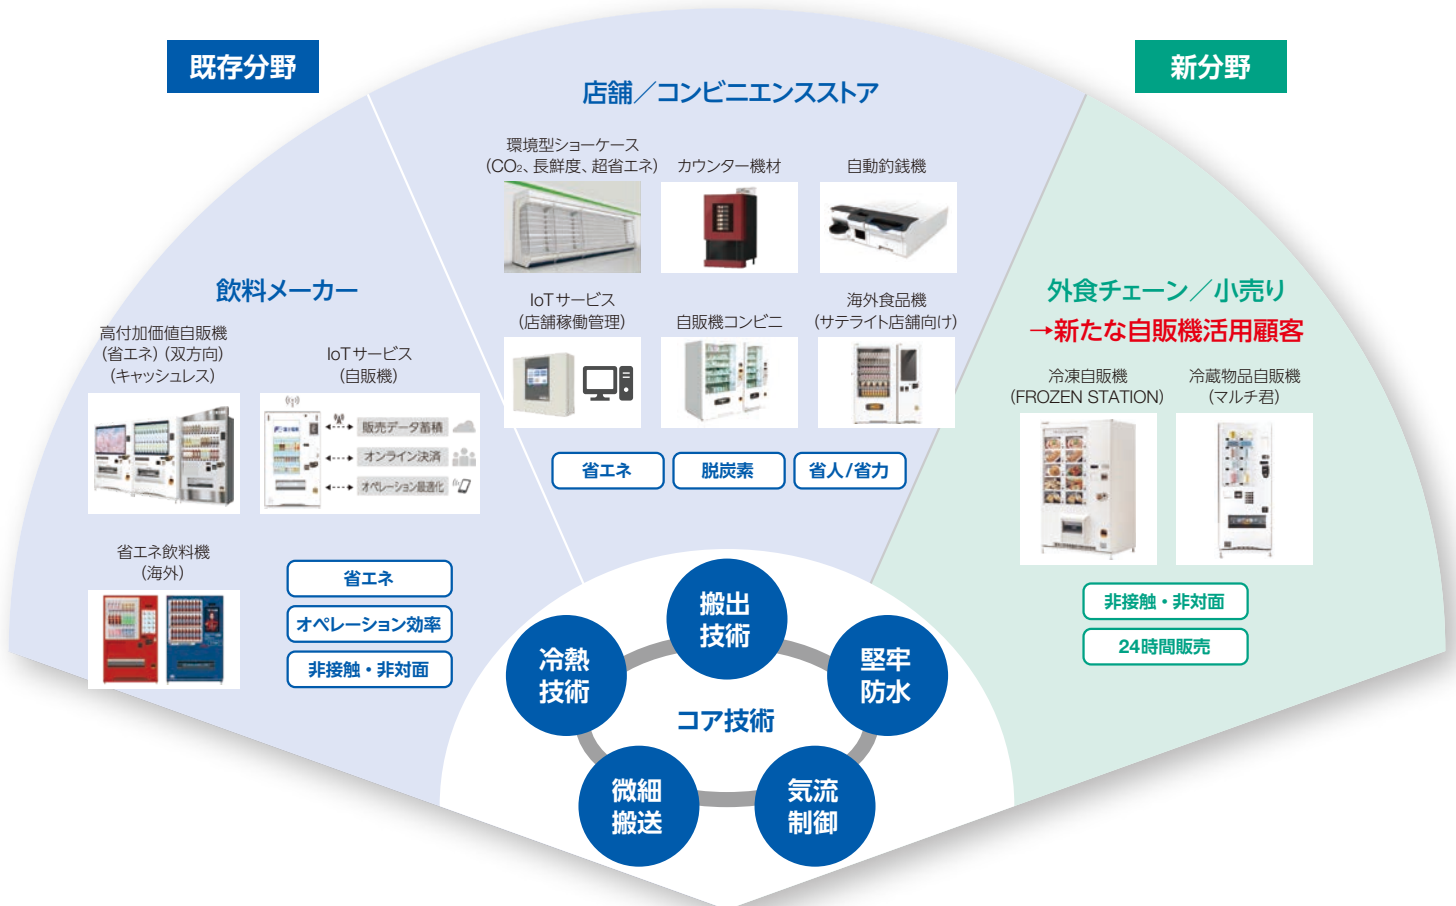 既存分野
新分野
店舗／コンビニエンスストア
環境型ショーケース
（CO₂、長鮮度、超省エネ）
カウンター機材
自動釣銭機
IoTサービス
（店舗稼働管理）
自販機コンビニ
海外食品機
（サテライト店舗向け）
省エネ
脱炭素
省人/省力
飲料メーカー
高付加価値自販機
（省エネ）（双方向）
（キャッシュレス）
IoTサービス
（自販機）
販売データ蓄積
オンライン決済
オペレーション最適化
省エネ飲料機
（海外）
省エネ
オペレーション効率
非接触・非対面
外食チェーン／小売り
→新たな自販機活用顧客
冷凍自販機
（FROZEN STATION）
冷蔵物品自販機
（マルチ君）
非接触・非対面
24時間販売
コア技術
搬出
技術
冷熱
技術
堅牢
防水
微細
搬送
気流
制御